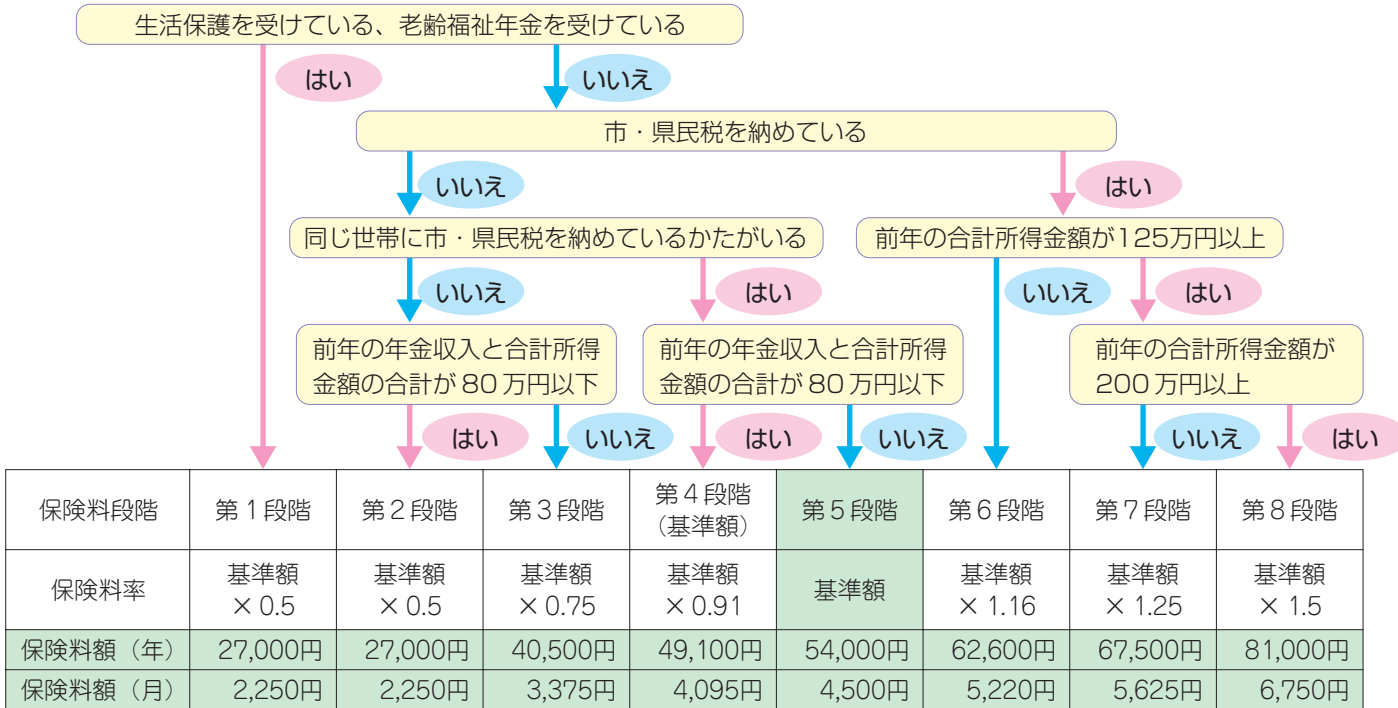 生活保護を受けている、老齢福祉年金を受けている
はい
いいえ
市・県民税を納めている
いいえ
はい
同じ世帯に市・県民税を納めているかたがいる
前年の合計所得金額が125万円以上
いいえ
はい
いいえ
はい
前年の年金収入と合計所得
金額の合計が80万円以下
前年の年金収入と合計所得
金額の合計が80万円以下
前年の合計所得金額が
200万円以上
はい
いいえ
はい
いいえ
いいえ
はい
保険料段階 第1段階 第2段階 第3段階 第4段階 (基準額) 第5段階 第6段階 第7段階 第8段階
保険料率 基準額 ×0.5 基準額 ×0.5 基準額 ×0.75 基準額 ×0.91 基準額 基準額 ×1.16 基準額 ×1.25 基準額 ×1.5
保険料額(年) 27,000円 27,000円 40,500円 49,100円 54,000円 62,600円 67,500円 81,000円
保険料額(月) 2,250円 2,250円 3,375円 4,095円 4,500円 5,220円 5,625円 6,750円